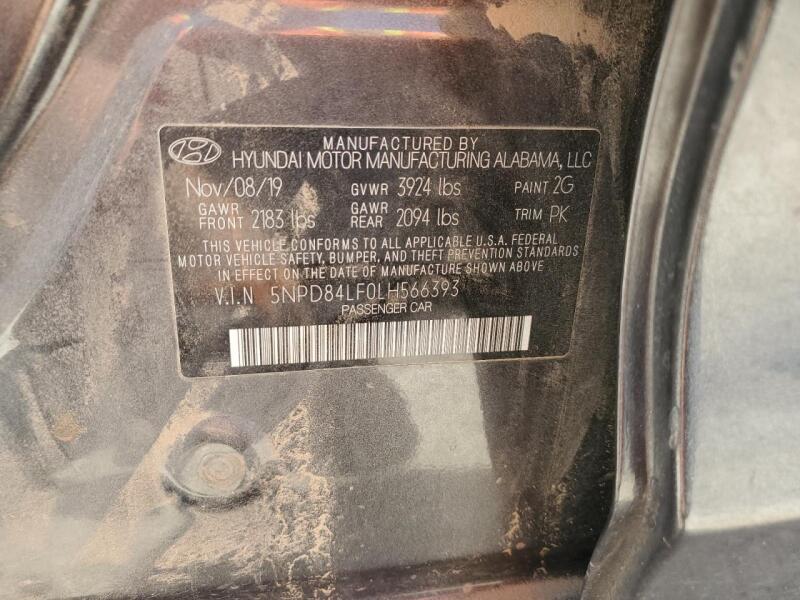 MANUFACTURED BY
HYUNDAI MOTOR MANUFACTURING ALABAMA, LLC
Nov/08/19 GVWR 3924 lbs PAINT 2G
GAWR FRONT 2183 lbs GAWR REAR 2094 lbs TRIM PK
THIS VEHICLE CONFORMS TO ALL APPLICABLE U.S.A. FEDERAL
MOTOR VEHICLE SAFETY, BUMPER, AND THEFT PREVENTION STANDARDS
IN EFFECT ON THE DATE OF MANUFACTURE SHOWN ABOVE
V.I.N 5NPD84LF0LH566393
PASSENGER CAR